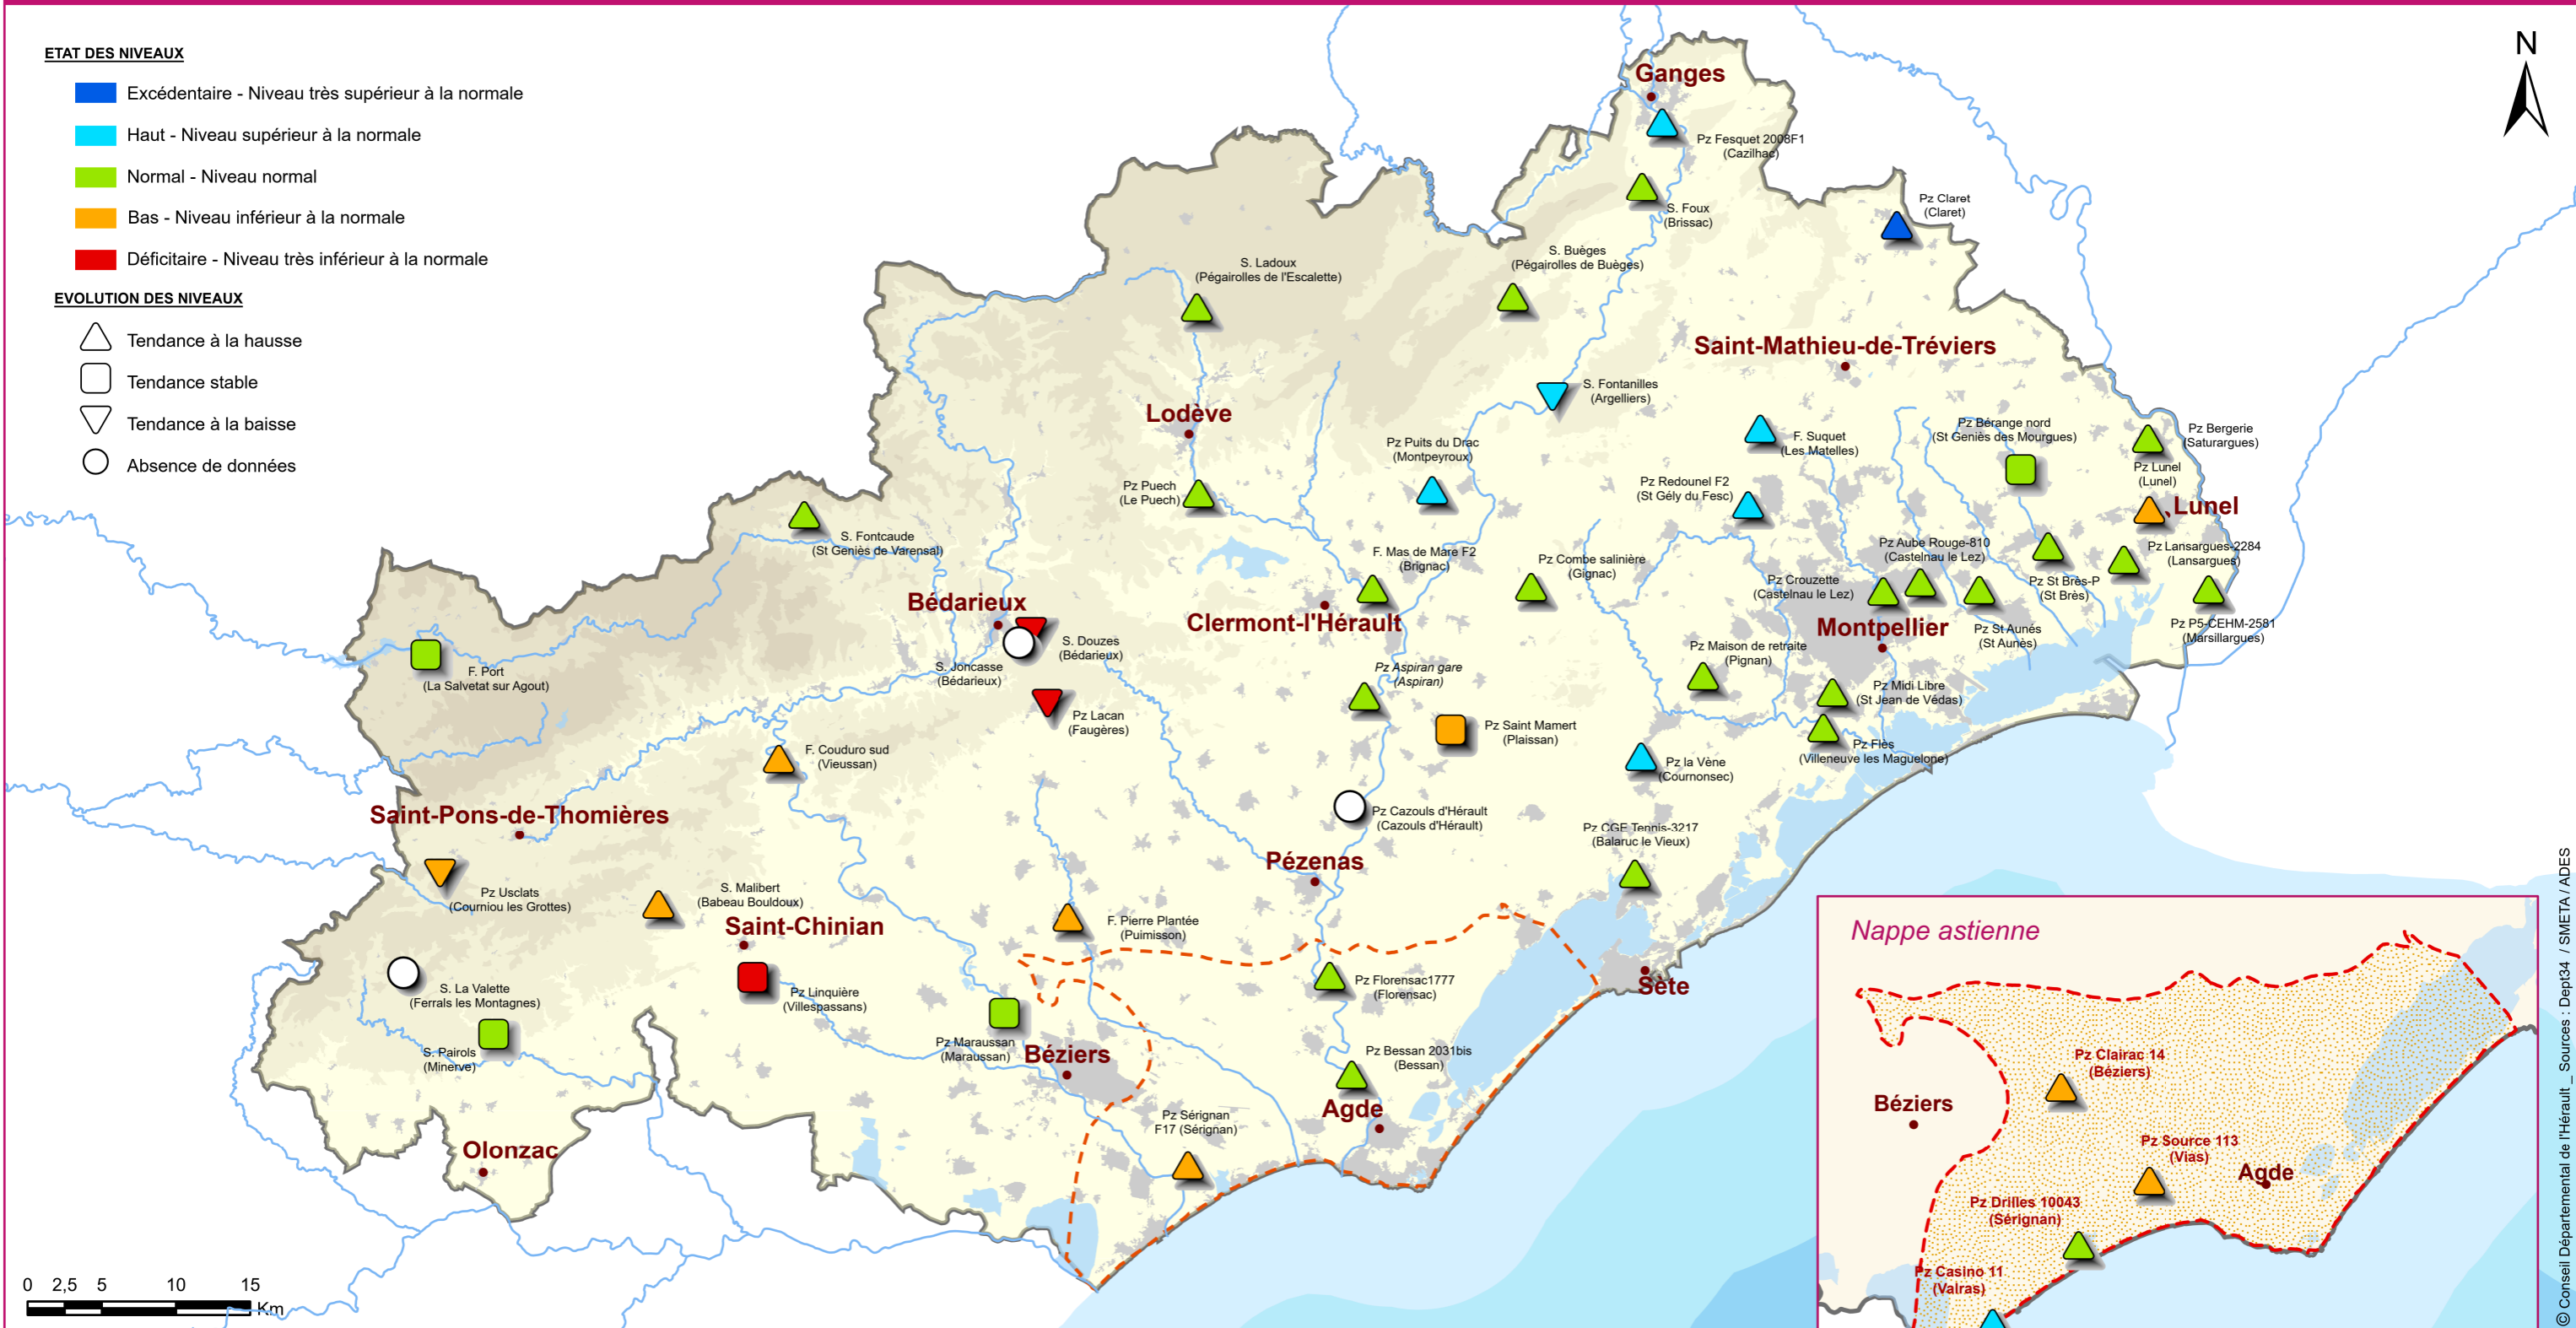 ETAT DES NIVEAUX
Excédentaire - Niveau très supérieur à la normale
Haut - Niveau supérieur à la normale
Normal - Niveau normal
Bas - Niveau inférieur à la normale
Déficitaire - Niveau très inférieur à la normale
EVOLUTION DES NIVEAUX
Tendance à la hausse
Tendance stable
Tendance à la baisse
Absence de données
N
Ganges
Pz Fesquet 2008F1
(Cazilhac)
S. Foux
(Brissac)
Pz Claret
(Claret)
S. Buèges
(Pégairolles de Buèges)
S. Ladoux
(Pégairolles de l'Escalette)
Saint-Mathieu-de-Tréviers
S. Fontanilles
(Argelliers)
Lodève
Pz Puits du Drac
(Montpeyroux)
F. Suquet
(Les Matelles)
Pz Bérange nord
(St Geniès des Mourgues)
Pz Bergerie
(Saturargues)
Pz Lunel
(Lunel)
Lunel
Pz Puech
(Le Puech)
Pz Redounel F2
(St Gély du Fesc)
S. Fontcaude
(St Geniès de Varensal)
F. Mas de Mare F2
(Brignac)
Pz Combe salinière
(Gignac)
Pz Aube Rouge-810
(Castelnau le Lez)
Pz Lansargues-2284
(Lansargues)
Pz Crouzette
(Castelnau le Lez)
Pz St Brès-P
(St Brès)
Bédarieux
Clermont-l'Hérault
Montpellier
Pz St Aunés
(St Aunès)
Pz P5-CEHM-2581
(Marsillargues)
S. Douzes
(Bédarieux)
S. Joncasse
(Bédarieux)
Pz Maison de retraite
(Pignan)
F. Port
(La Salvetat sur Agout)
Pz Aspiran gare
(Aspiran)
Pz Midi Libre
(St Jean de Védas)
Pz Lacan
(Faugères)
Pz Saint Mamert
(Plaissan)
Pz Flès
(Villeneuve les Maguelone)
F. Couduro sud
(Vieussan)
Pz la Vène
(Cournonsec)
Saint-Pons-de-Thomières
Pz Cazouls d'Hérault
(Cazouls d'Hérault)
Pz CGE Tennis-3217
(Balaruc le Vieux)
Pézenas
Pz Usclats
(Courniou les Grottes)
S. Malibert
(Babeau Bouldoux)
Saint-Chinian
F. Pierre Plantée
(Puimisson)
S. La Valette
(Ferrals les Montagnes)
Pz Linquière
(Villespassans)
Pz Florensac1777
(Florensac)
Sète
S. Pairols
(Minerve)
Pz Maraussan
(Maraussan)
Béziers
Pz Bessan 2031bis
(Bessan)
Agde
Pz Sérignan
F17 (Sérignan)
Olonzac
0 2,5 5 10 15
Km
Nappe astienne
Pz Clairac 14
(Béziers)
Béziers
Pz Source 113
(Vias)
Agde
Pz Drilles 10043
(Sérignan)
Pz Casino 11
(Valras)
© Conseil Départemental de l'Hérault _ Sources : Dept34 / SMETA / ADES